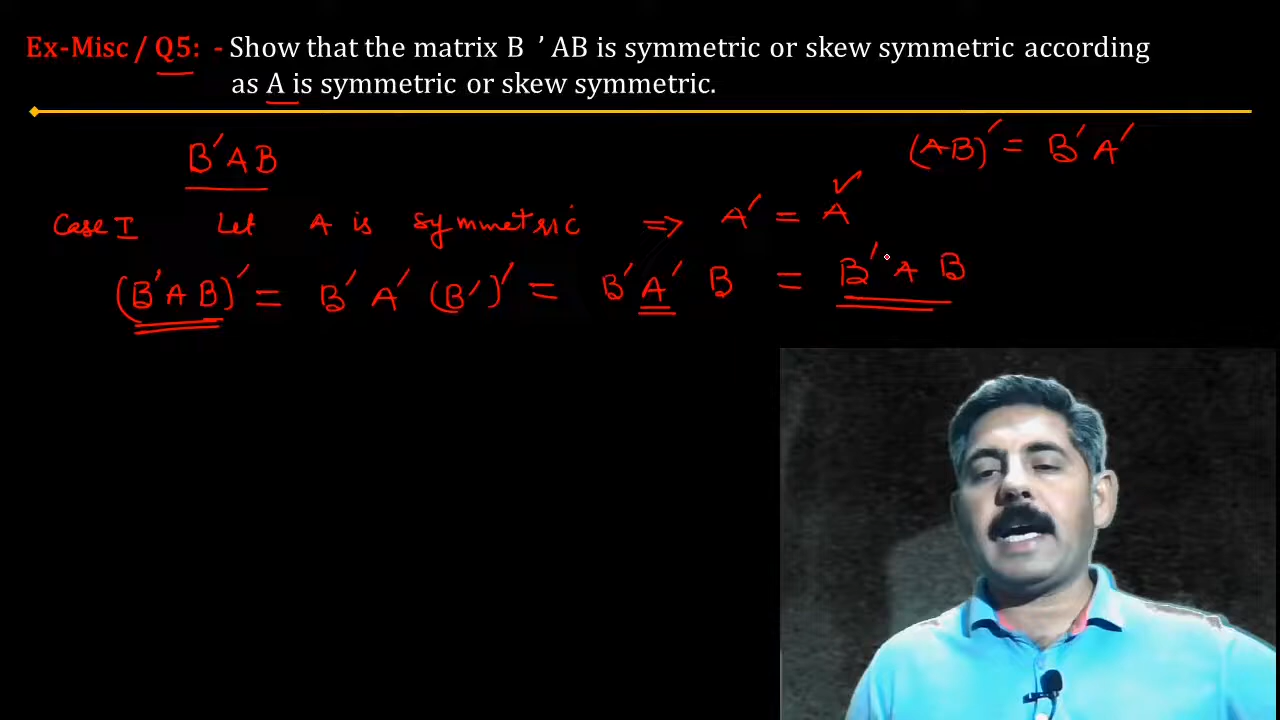 Ex-Misc / Q5: - Show that the matrix B ’ AB is symmetric or skew symmetric according
as A is symmetric or skew symmetric.
(AB)′ = B′A′
B′AB
Case I Let A is symmetric ⇒ A′ = A ✓
(B′AB)′ = B′ A′ (B′)′ = B′ A′ B = B′ A B